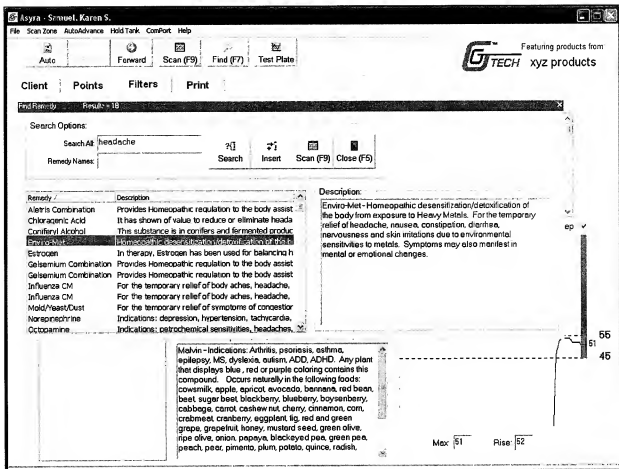 Asyra - Samuel, Karen S.
File Scan Zone AutoAdvance Hold Tank ComPort Help
Auto Forward Scan (F9) Find (F7) Test Plate
GTECH
Featuring products from
xyz products
Client Points Filters Print
Find Remedy Results = 18
Search Options:
Search All: headache
Remedy Names:
Search Insert Scan (F9) Close (F5)
Remedy / Description
Aletris Combination Provides Homeopathic regulation to the body assist
Chloragenic Acid It has shown of value to reduce or eliminate heada
Coniferyl Alcohol This substance is in conifers and fermented produc
Enviro-Met Homeopathic desensitization/detoxification of the b
Estrogen In therapy, Estrogen has been used for balancing h
Gelsemium Combination Provides Homeopathic regulation to the body assist
Gelsemium Combination Provides Homeopathic regulation to the body assist
Influenza CM For the temporary relief of body aches, headache,
Influenza CM For the temporary relief of body aches, headache,
Mold/Yeast/Dust For the temporary relief of symptoms of congestion
Norepinephrine Indications: depression, hypertension, tachycardia,
Octopamine Indications: petrochemical sensitivities, headaches,
Description:
Enviro-Met - Homeopathic desensitization/detoxification of
the body from exposure to Heavy Metals. For the temporary
relief of headache, nausea, constipation, diarrhea,
nervousness and skin irritations due to environmental
sensitivities to metals. Symptoms may also manifest in
mental or emotional changes.
ep
55
51
45
Malvin - Indications: Arthritis, psoriasis, asthma,
epilepsy, MS, dyslexia, autism, ADD, ADHD. Any plant
that displays blue, red or purple coloring contains this
compound. Occurs naturally in the following foods:
cowsmilk, apple, apricot, avocado, bannana, red bean,
beet, sugar beet, blackberry, blueberry, boysenberry,
cabbage, carrot, cashew nut, cherry, cinnamon, corn,
crabmeat, cranberry, eggplant, fig, red and green
grape, grapefruit, honey, mustard seed, green olive,
ripe olive, onion, papaya, blackeyed pea, green pea,
peach, pear, pimento, plum, potato, quince, radish,
Max: 51 Rise: 52